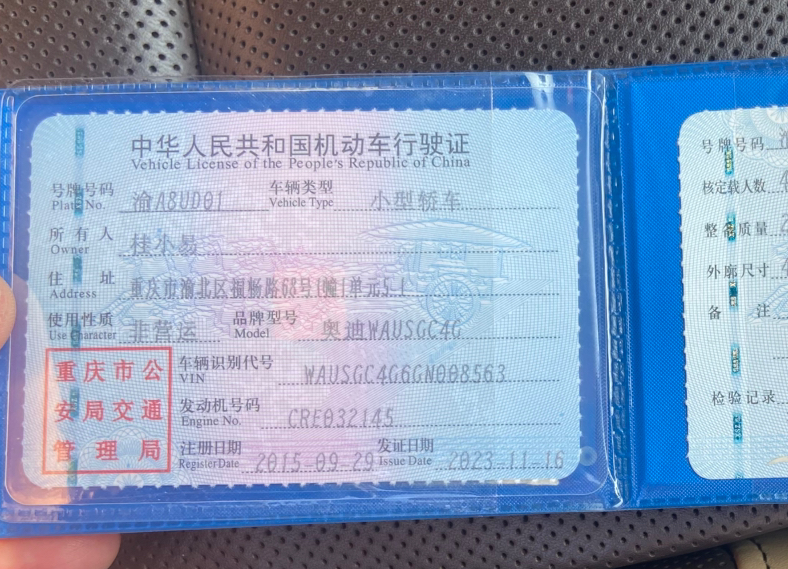 中华人民共和国机动车行驶证
Vehicle License of the People's Republic of China
号牌号码 渝A8UD01 车辆类型 小型轿车
Plate No. Vehicle Type
所有人 桂小易
Owner
住址 重庆市渝北区福畅路68号1幢1单元5-1
Address
使用性质 非营运 品牌型号 奥迪WAUSGC4G
Use Character Model
重庆市公
安局交通
管理局
车辆识别代号 WAUSGC4G6GN008563
VIN
发动机号码 CRE032145
Engine No.
注册日期 2015-09-29 发证日期 2023-11-16
Register Date Issue Date
号牌号码
核定载人数
整备质量
外廓尺寸
备注
检验记录